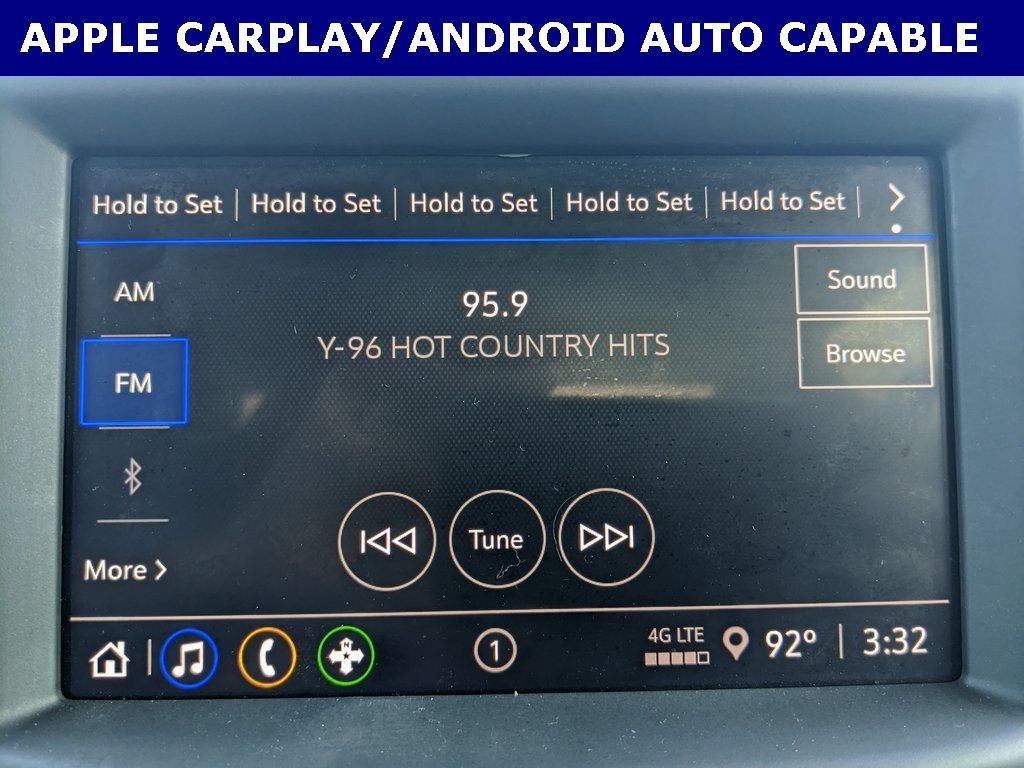 APPLE CARPLAY/ANDROID AUTO CAPABLE
Hold to Set | Hold to Set | Hold to Set | Hold to Set | Hold to Set |
AM
95.9
Sound
Y-96 HOT COUNTRY HITS
Browse
FM
Tune
More >
1
4G LTE
92°
3:32